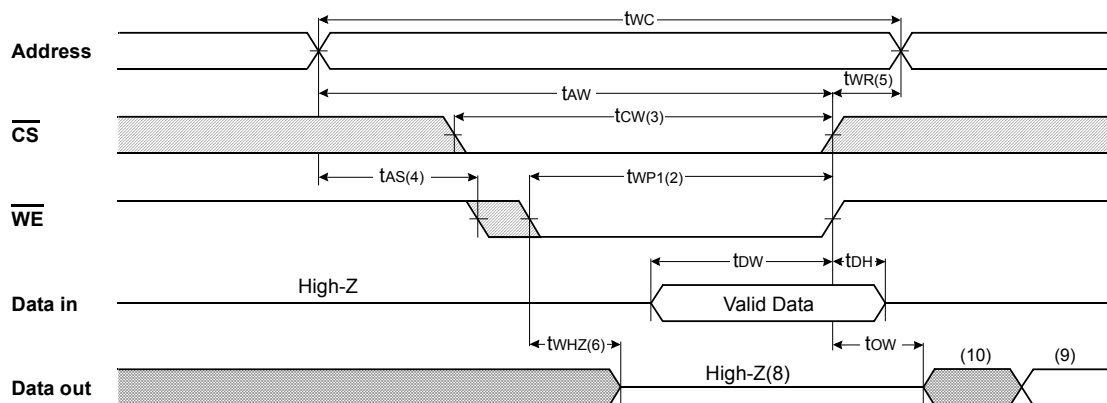 tWC
Address
tWR(5)
tAW
tCW(3)
CS
tAS(4)
tWP1(2)
WE
tDW
tDH
High-Z
Data in
Valid Data
tWHZ(6)
tOW
(10)
(9)
High-Z(8)
Data out